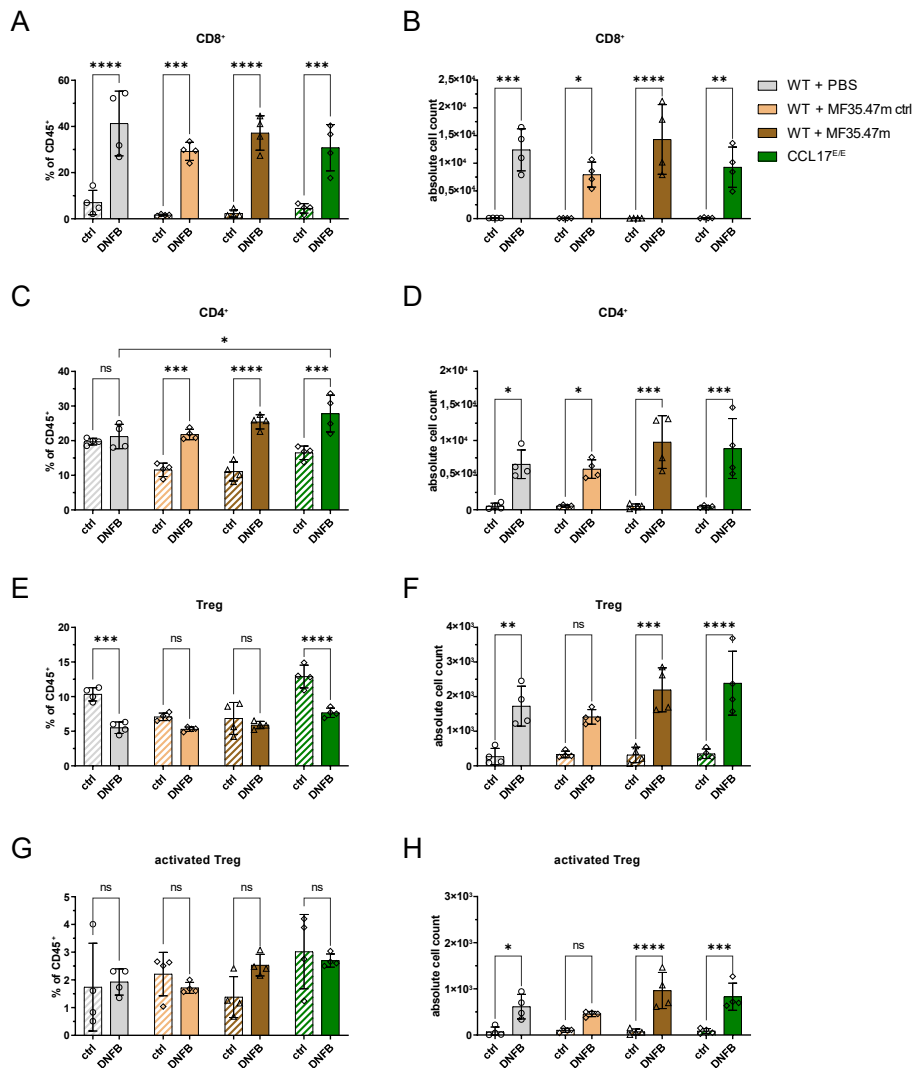 A
CD8⁺
**** *** **** ***
% of CD45⁺
60
40
20
0
ctrl DNFB ctrl DNFB ctrl DNFB ctrl DNFB
B
CD8⁺
*** * **** **
absolute cell count
2,5×10⁴
2×10⁴
1,5×10⁴
1×10⁴
0,5×10⁴
0
ctrl DNFB ctrl DNFB ctrl DNFB ctrl DNFB
WT + PBS
WT + MF35.47m ctrl
WT + MF35.47m
CCL17ᴱ/ᴱ
C
CD4⁺
*
ns *** **** ***
% of CD45⁺
40
30
20
10
0
ctrl DNFB ctrl DNFB ctrl DNFB ctrl DNFB
D
CD4⁺
* * *** ***
absolute cell count
2×10⁴
1,5×10⁴
1×10⁴
0,5×10⁴
0
ctrl DNFB ctrl DNFB ctrl DNFB ctrl DNFB
E
Treg
*** ns ns ****
% of CD45⁺
20
15
10
5
0
ctrl DNFB ctrl DNFB ctrl DNFB ctrl DNFB
F
Treg
** ns *** ****
absolute cell count
4×10³
3×10³
2×10³
1×10³
0
ctrl DNFB ctrl DNFB ctrl DNFB ctrl DNFB
G
activated Treg
ns ns ns ns
% of CD45⁺
5
4
3
2
1
0
ctrl DNFB ctrl DNFB ctrl DNFB ctrl DNFB
H
activated Treg
* ns **** ***
absolute cell count
3×10³
2×10³
1×10³
0
ctrl DNFB ctrl DNFB ctrl DNFB ctrl DNFB